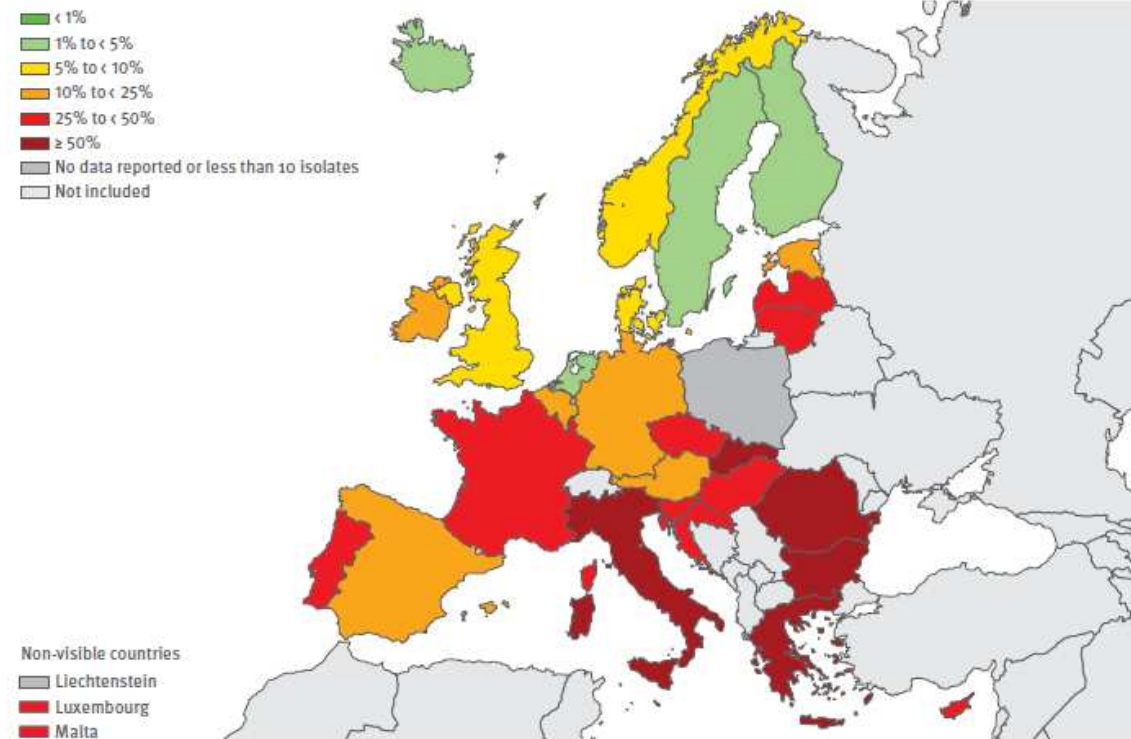 < 1%
1% to < 5%
5% to < 10%
10% to < 25%
25% to < 50%
≥ 50%
No data reported or less than 10 isolates
Not included
Non-visible countries
Liechtenstein
Luxembourg
Malta